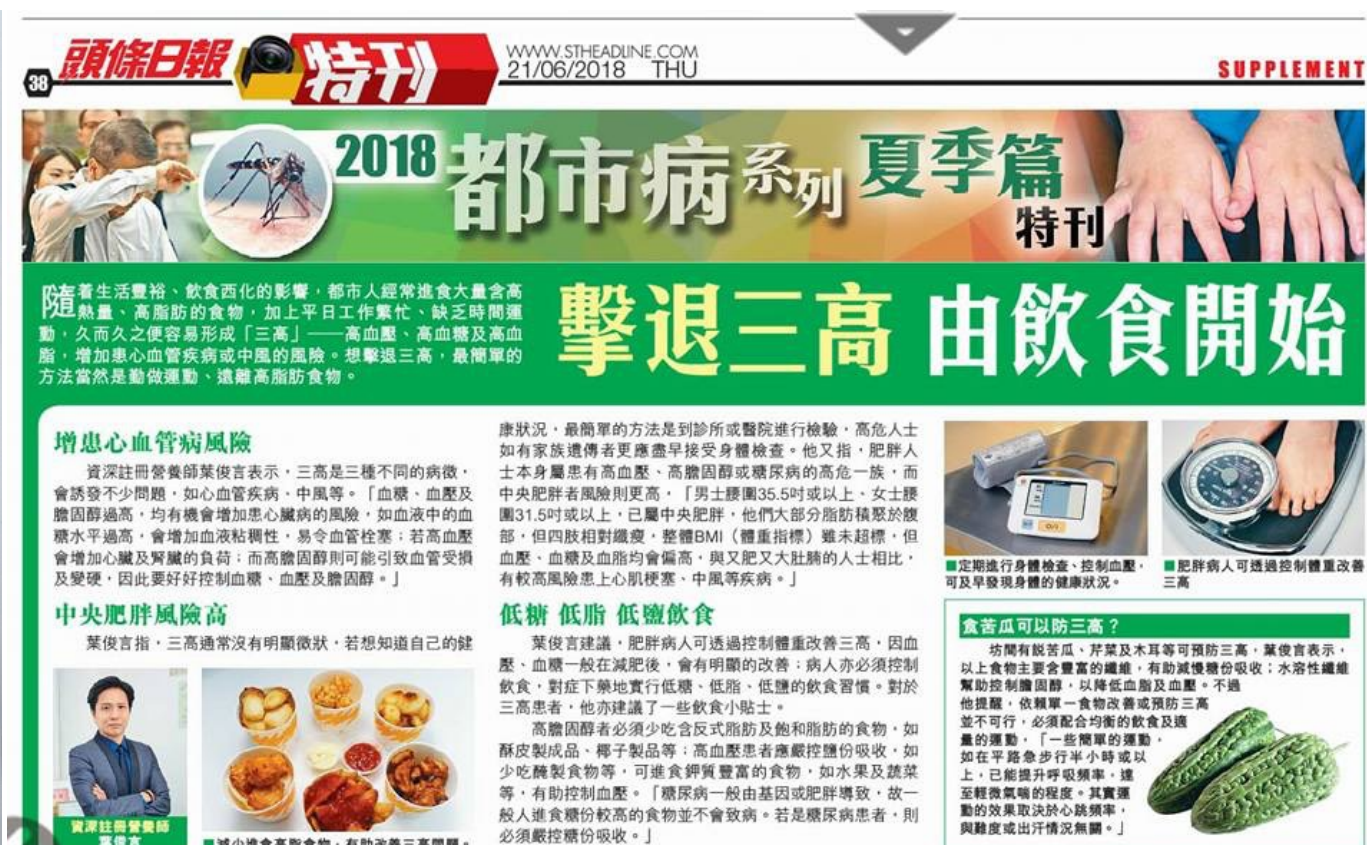 38
頭條日報
特刊
WWW.STHEADLINE.COM
21/06/2018 THU
SUPPLEMENT
2018 都市病系列 夏季篇
特刊
隨着生活豐裕、飲食西化的影響，都市人經常進食大量含高
熱量、高脂肪的食物，加上平日工作繁忙、缺乏時間運
動，久而久之便容易形成「三高」——高血壓、高血糖及高血
脂，增加患心血管疾病或中風的風險。想擊退三高，最簡單的
方法當然是勤做運動、遠離高脂肪食物。
擊退三高 由飲食開始
增患心血管病風險
資深註冊營養師葉俊言表示，三高是三種不同的病徵，
會誘發不少問題，如心血管疾病、中風等。「血糖、血壓及
膽固醇過高，均有機會增加患心臟病的風險，如血液中的血
糖水平過高，會增加血液粘稠性，易令血管栓塞；若高血壓
會增加心臟及腎臟的負荷；而高膽固醇則可能引致血管受損
及變硬，因此要好好控制血糖、血壓及膽固醇。」
中央肥胖風險高
葉俊言指，三高通常沒有明顯徵狀，若想知道自己的健
資深註冊營養師
葉俊言
■減少進食高脂食物，有助改善三高問題。
康狀況，最簡單的方法是到診所或醫院進行檢驗，高危人士
如有家族遺傳者更應盡早接受身體檢查。他又指，肥胖人
士本身屬患有高血壓、高膽固醇或糖尿病的高危一族，而
中央肥胖者風險則更高，「男士腰圍35.5吋或以上、女士腰
圍31.5吋或以上，已屬中央肥胖，他們大部分脂肪積聚於腹
部，但四肢相對纖瘦，整體BMI（體重指標）雖未超標，但
血壓、血糖及血脂均會偏高，與又肥又大肚腩的人士相比，
有較高風險患上心肌梗塞、中風等疾病。」
低糖 低脂 低鹽飲食
葉俊言建議，肥胖病人可透過控制體重改善三高，因血
壓、血糖一般在減肥後，會有明顯的改善；病人亦必須控制
飲食，對症下藥地實行低糖、低脂、低鹽的飲食習慣。對於
三高患者，他亦建議了一些飲食小貼士。
高膽固醇者必須少吃含反式脂肪及飽和脂肪的食物，如
酥皮製成品、椰子製品等；高血壓患者應嚴控鹽份吸收，如
少吃醃製食物等，可進食鉀質豐富的食物，如水果及蔬菜
等，有助控制血壓。「糖尿病一般由基因或肥胖導致，故一
般人進食糖份較高的食物並不會致病。若是糖尿病患者，則
必須嚴控糖份吸收。」
■定期進行身體檢查、控制血壓，
可及早發現身體的健康狀況。
■肥胖病人可透過控制體重改善
三高
食苦瓜可以防三高？
坊間有説苦瓜、芹菜及木耳等可預防三高，葉俊言表示，
以上食物主要含豐富的纖維，有助減慢糖份吸收；水溶性纖維
幫助控制膽固醇，以降低血脂及血壓。不過
他提醒，依賴單一食物改善或預防三高
並不可行，必須配合均衡的飲食及適
量的運動，「一些簡單的運動，
如在平路急步行半小時或以
上，已能提升呼吸頻率，達
至輕微氣喘的程度。其實運
動的效果取決於心跳頻率，
與難度或出汗情況無關。」